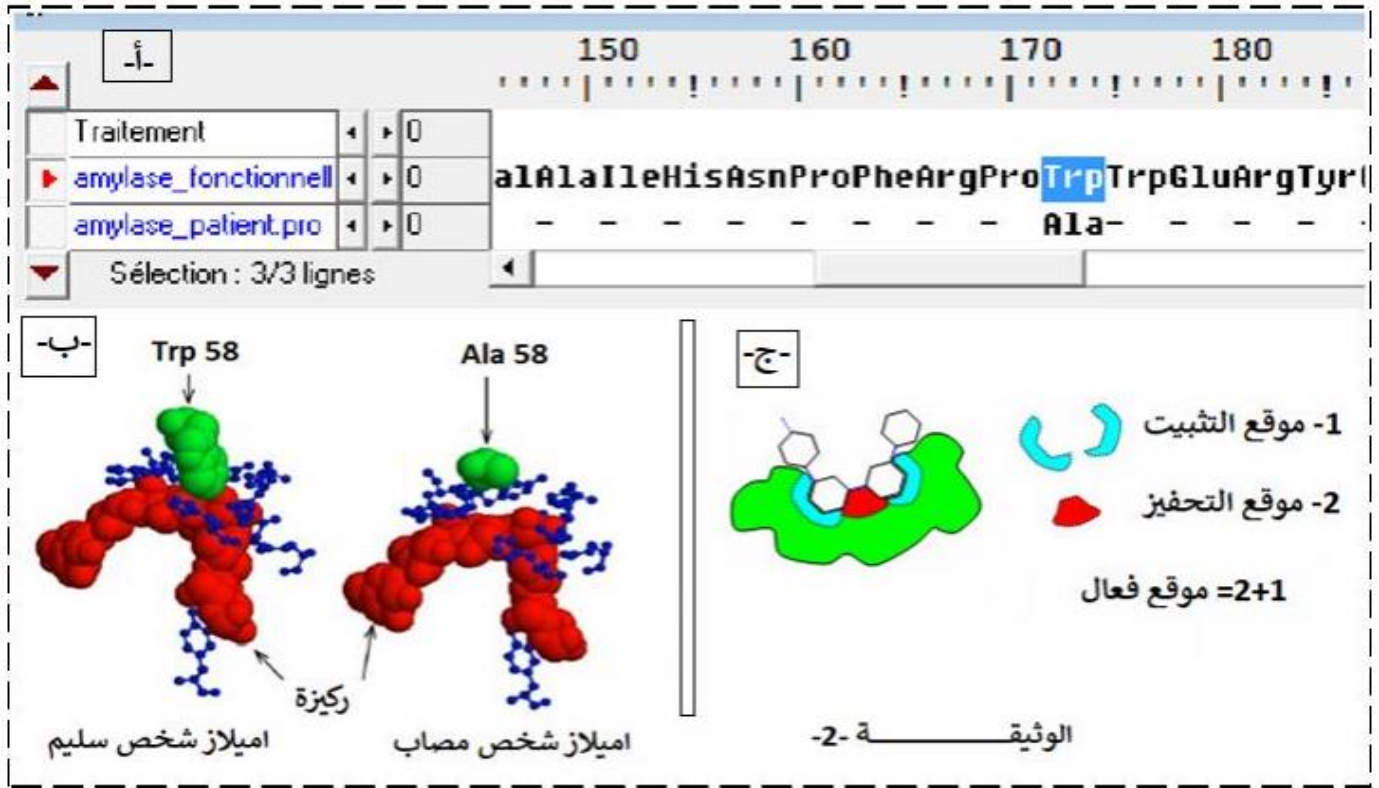 -أ-
150 160 170 180
Traitement 0
amylase_fonctionnell 0 alAlaIleHisAsnProPheArgProTrpTrpGluArgTyr
amylase_patient.pro 0 - - - - - - - - Ala- - - -
Sélection : 3/3 lignes
-ب-
Trp 58
Ala 58
ركيزة
اميلاز شخص سليم
اميلاز شخص مصاب
-ج-
1- موقع التثبيت
2- موقع التحفيز
2+1= موقع فعال
الوثيقــــــــــة -2-